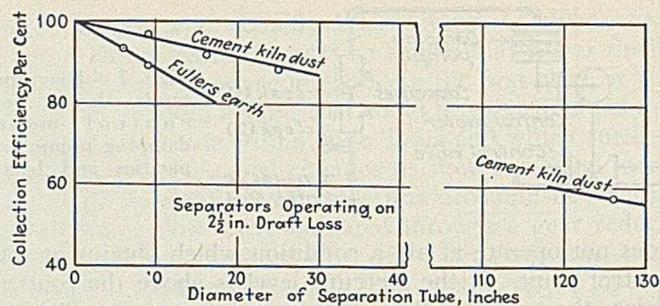 Collection Efficiency, Per Cent
100
80
60
40
Cement kiln dust
Fullers earth
Cement kiln dust
Separators Operating on
2½ in. Draft Loss
0 10 20 30 40 110 120 130
Diameter of Separation Tube, Inches